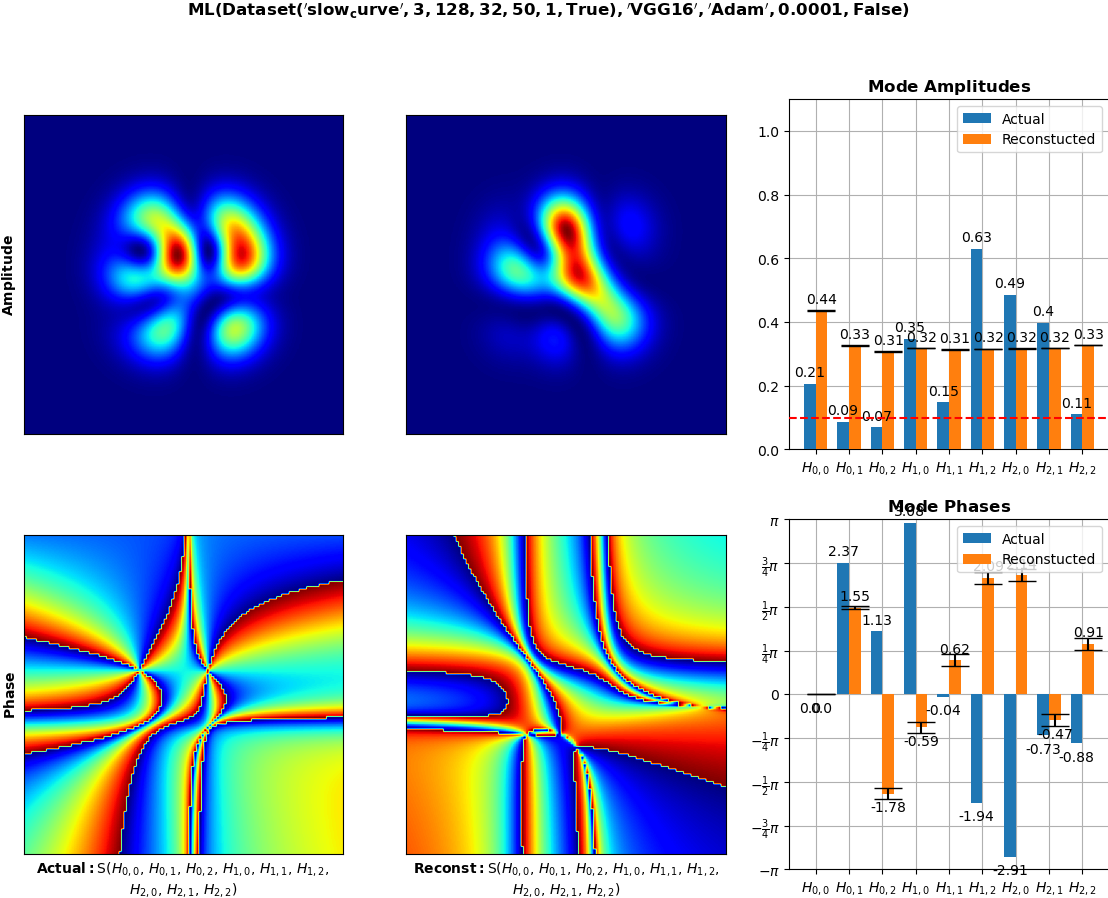 ML(Dataset('slow_curve', 3, 128, 32, 50, 1, True), 'VGG16', 'Adam', 0.0001, False)
Amplitude
Mode Amplitudes
Actual
Reconstucted
1.0
0.8
0.6
0.4
0.2
0.0
0.21
0.09
0.07
0.35
0.15
0.63
0.49
0.4
0.11
0.44
0.33
0.31
0.32
0.31
0.32
0.32
0.32
0.33
H0,0 H0,1 H0,2 H1,0 H1,1 H1,2 H2,0 H2,1 H2,2
Phase
Mode Phases
Actual
Reconstucted
π
3/4π
1/2π
1/4π
0
−1/4π
−1/2π
−3/4π
−π
0.0
2.37
1.13
3.08
-0.04
-1.94
-2.91
-0.73
-0.88
0.0
1.55
-1.78
-0.59
0.62
2.09
-0.47
0.91
H0,0 H0,1 H0,2 H1,0 H1,1 H1,2 H2,0 H2,1 H2,2
Actual: S(H0,0, H0,1, H0,2, H1,0, H1,1, H1,2,
H2,0, H2,1, H2,2)
Reconst: S(H0,0, H0,1, H0,2, H1,0, H1,1, H1,2,
H2,0, H2,1, H2,2)